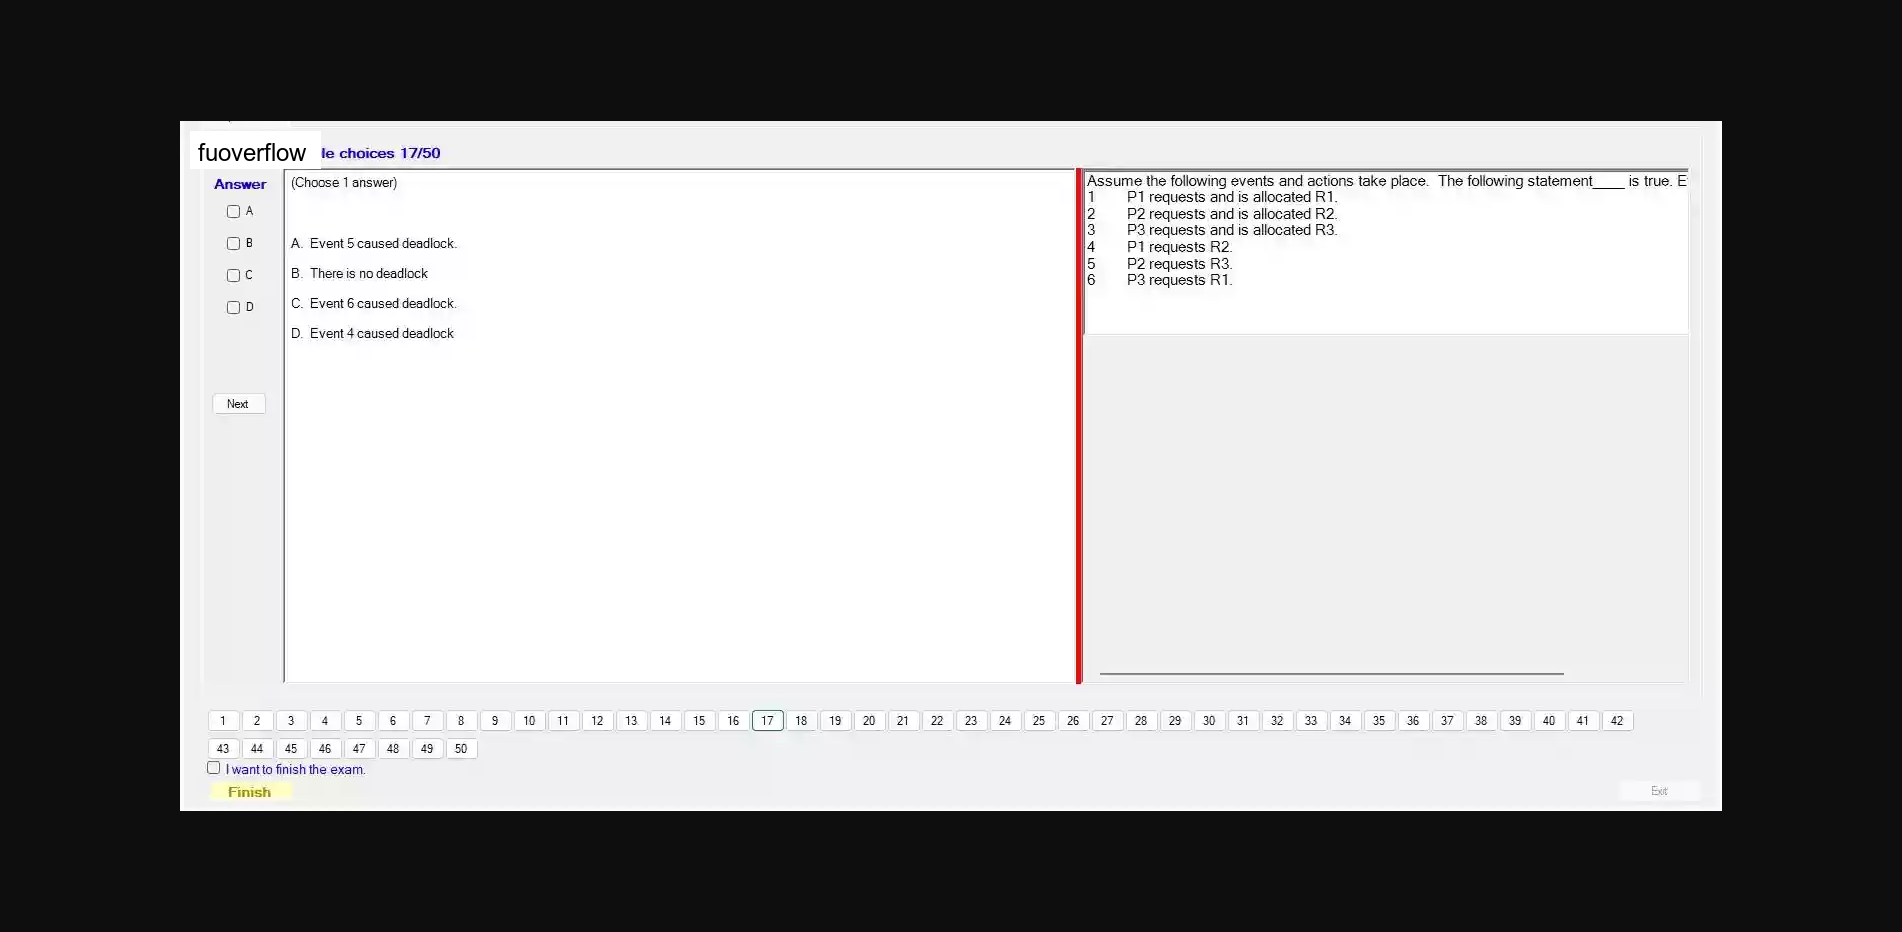 fuoverflow
le choices 17/50
Answer
A
B
C
D
Next
(Choose 1 answer)
A. Event 5 caused deadlock.
B. There is no deadlock
C. Event 6 caused deadlock.
D. Event 4 caused deadlock
Assume the following events and actions take place. The following statement____ is true. E
1 P1 requests and is allocated R1.
2 P2 requests and is allocated R2.
3 P3 requests and is allocated R3.
4 P1 requests R2.
5 P2 requests R3.
6 P3 requests R1.
1 2 3 4 5 6 7 8 9 10 11 12 13 14 15 16 17 18 19 20 21 22 23 24 25 26 27 28 29 30 31 32 33 34 35 36 37 38 39 40 41 42
43 44 45 46 47 48 49 50
I want to finish the exam.
Finish
Exit